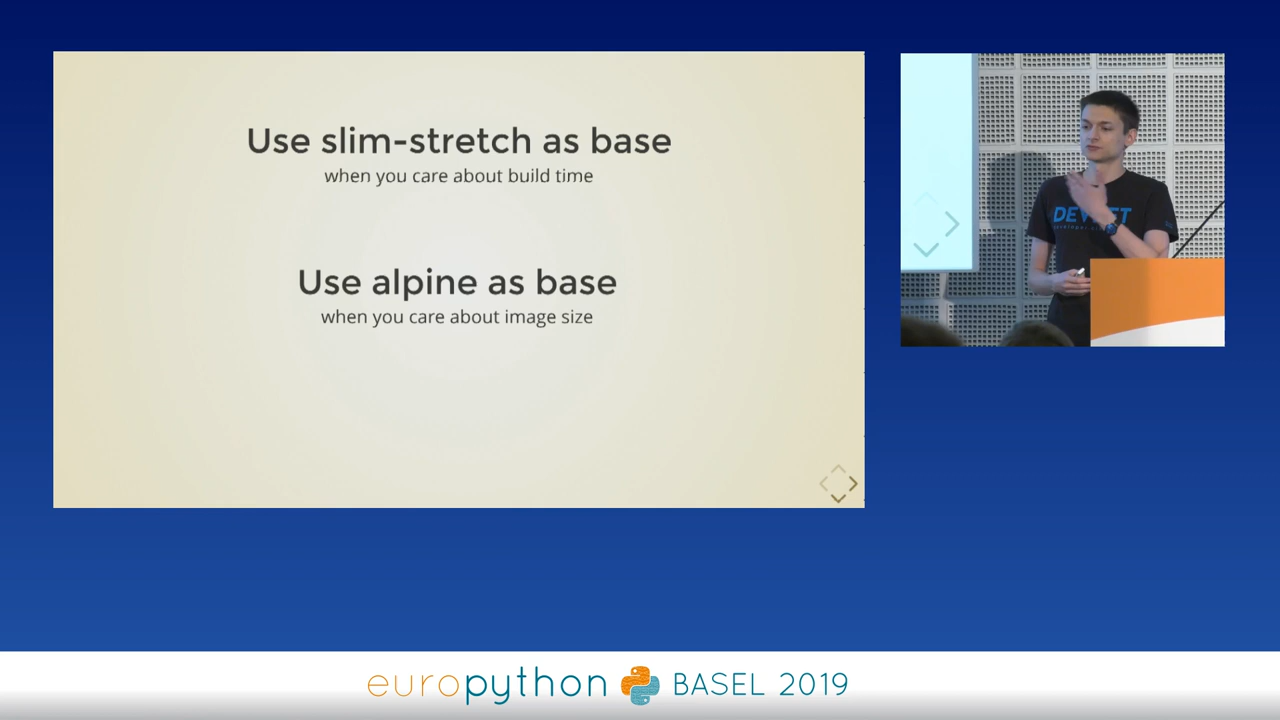 Use slim-stretch as base
when you care about build time
Use alpine as base
when you care about image size
europython BASEL 2019